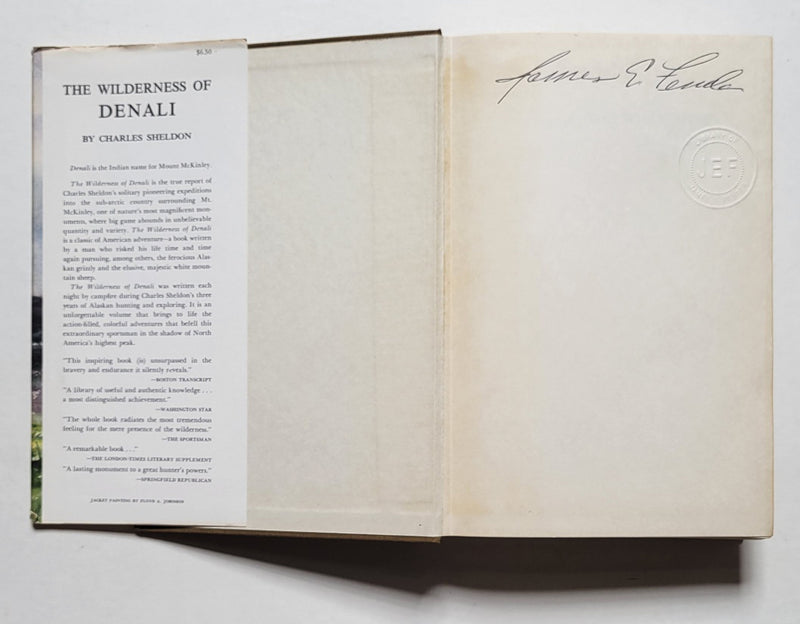 $6.50
THE WILDERNESS OF
DENALI
BY CHARLES SHELDON
Denali is the Indian name for Mount McKinley.
The Wilderness of Denali is the true report of
Charles Sheldon's solitary pioneering expeditions
into the sub-arctic country surrounding Mt.
McKinley, one of nature's most magnificent mon-
uments, where big game abounds in unbelievable
quantity and variety. The Wilderness of Denali
is a classic of American adventure—a book written
by a man who risked his life time and time
again pursuing, among others, the ferocious Alas-
kan grizzly and the elusive, majestic white moun-
tain sheep.
The Wilderness of Denali was written each
night by campfire during Charles Sheldon's three
years of Alaskan hunting and exploring. It is an
unforgettable volume that brings to life the
action-filled, colorful adventures that befell this
extraordinary sportsman in the shadow of North
America's highest peak.
"This inspiring book (is) unsurpassed in the
bravery and endurance it silently reveals."
—BOSTON TRANSCRIPT
"A library of useful and authentic knowledge . . .
a most distinguished achievement."
—WASHINGTON STAR
"The whole book radiates the most tremendous
feeling for the mere presence of the wilderness."
—THE SPORTSMAN
"A remarkable book . . ."
—THE LONDON TIMES LITERARY SUPPLEMENT
"A lasting monument to a great hunter's powers."
—SPRINGFIELD REPUBLICAN
JACKET PAINTING BY
James E.
JEF